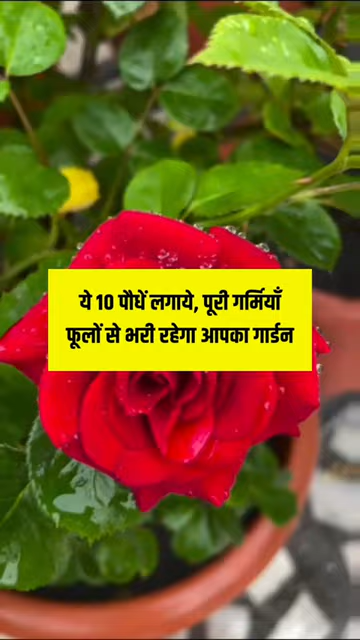 ये 10 पौधें लगाये, पूरी गर्मियाँ
फूलों से भरी रहेगा आपका गार्डन